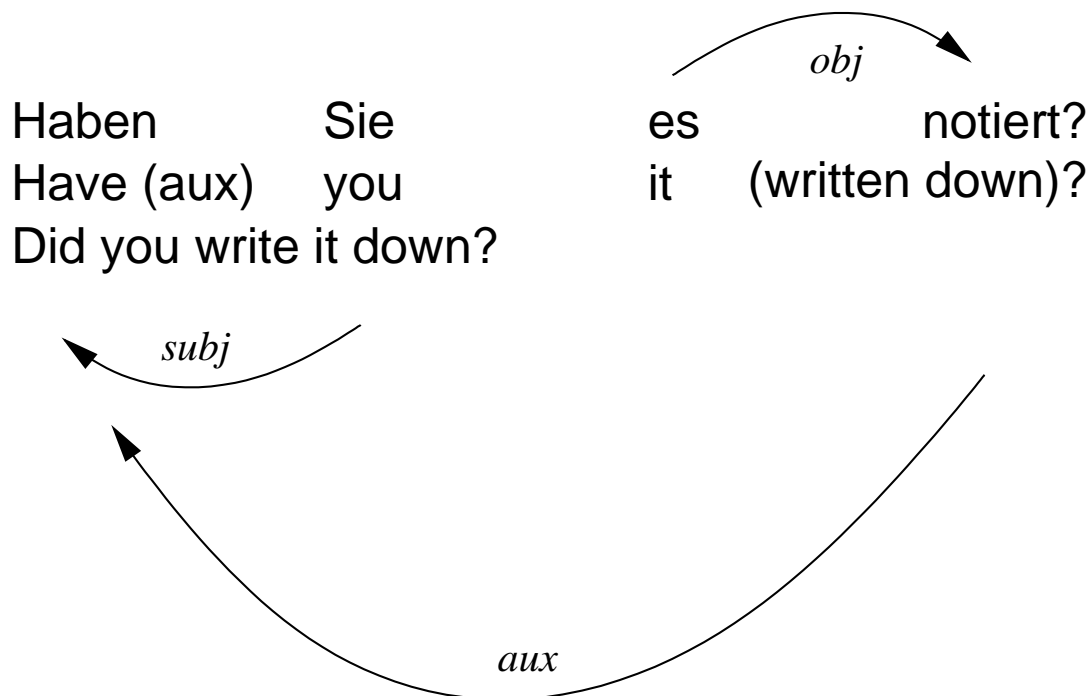 obj
Haben Sie es notiert?
Have (aux) you it (written down)?
Did you write it down?
subj
aux